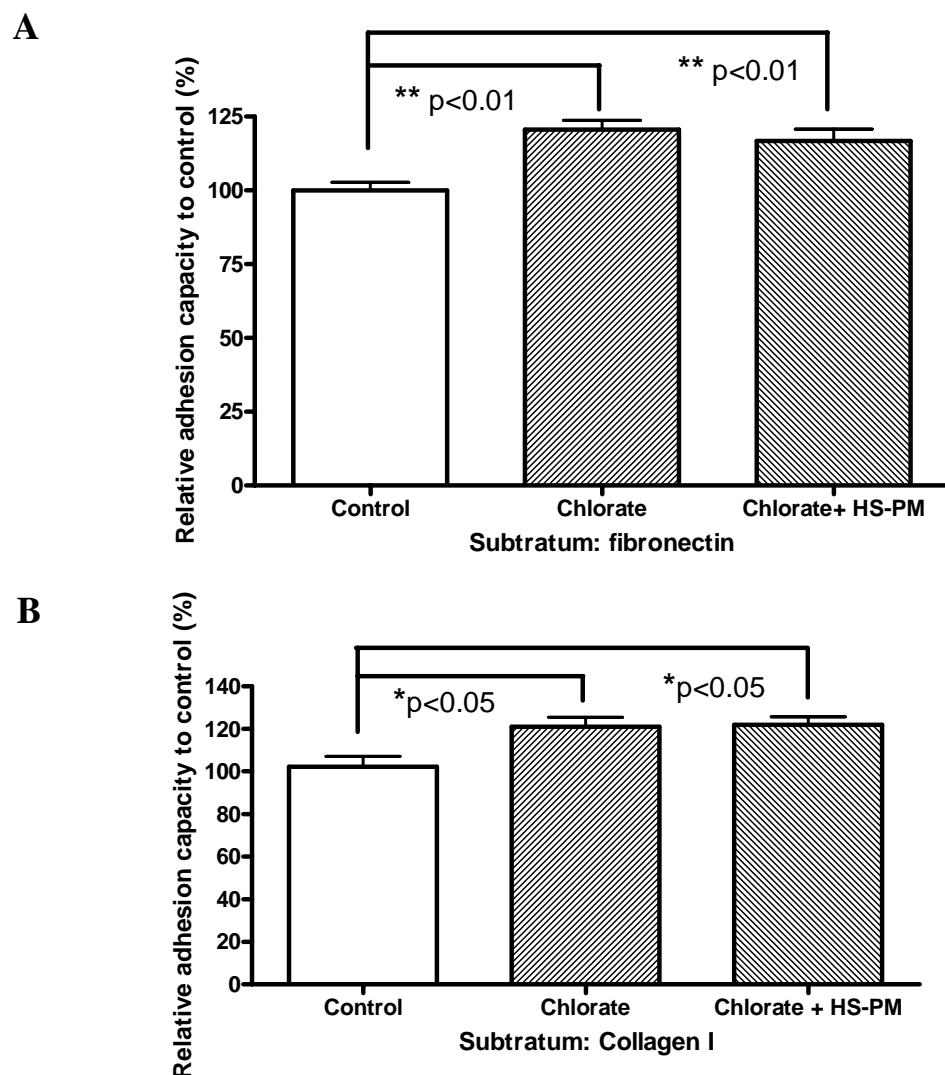 A
Relative adhesion capacity to control (%)
** p<0.01
** p<0.01
125
100
75
50
25
0
Control
Chlorate
Chlorate+ HS-PM
Subtratum: fibronectin
B
Relative adhesion capacity to control (%)
*p<0.05
*p<0.05
140
120
100
80
60
40
20
0
Control
Chlorate
Chlorate + HS-PM
Subtratum: Collagen I